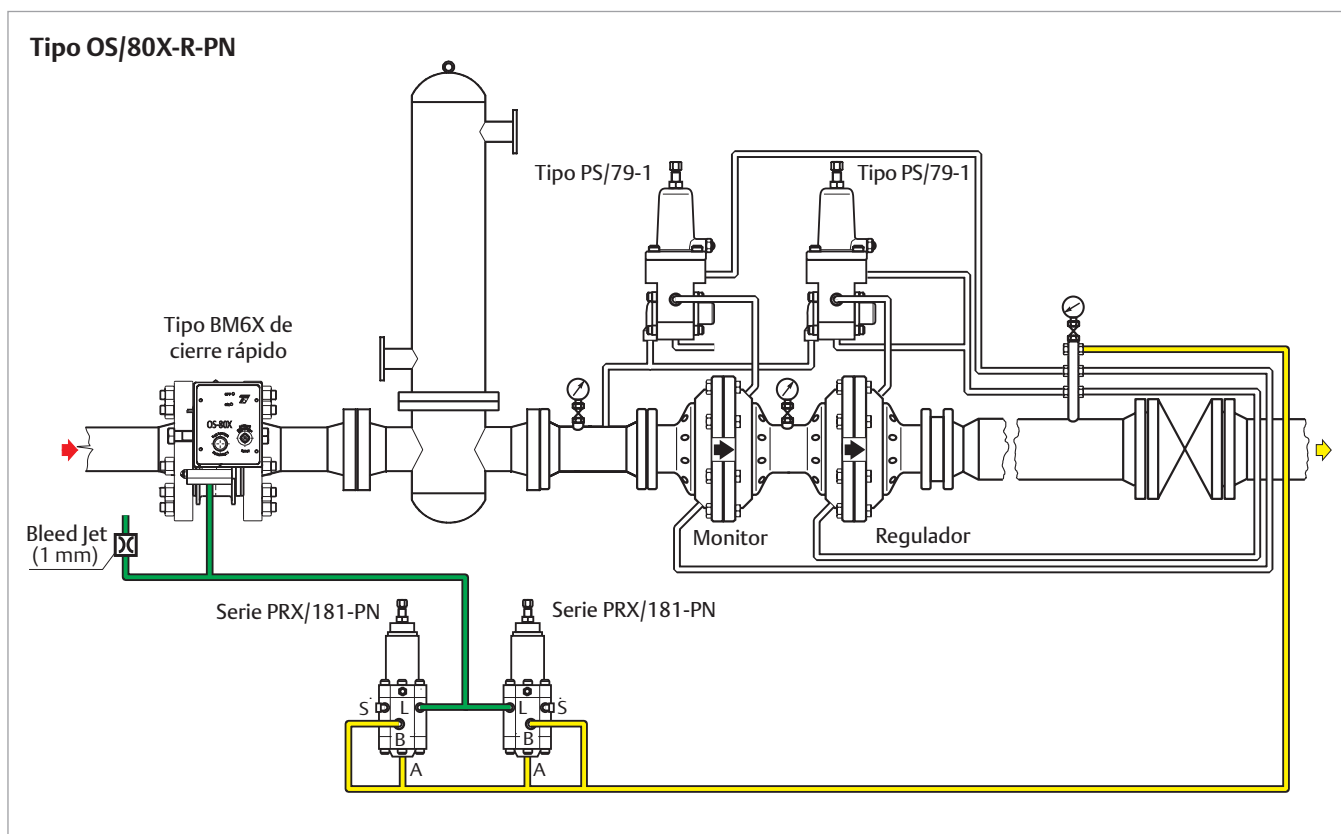 Tipo OS/80X-R-PN
Tipo PS/79-1
Tipo PS/79-1
Tipo BM6X de
cierre rápido
OS-80X
Bleed Jet
(1 mm)
Monitor
Regulador
Serie PRX/181-PN
Serie PRX/181-PN
S
L
B
A
L
S
B
A